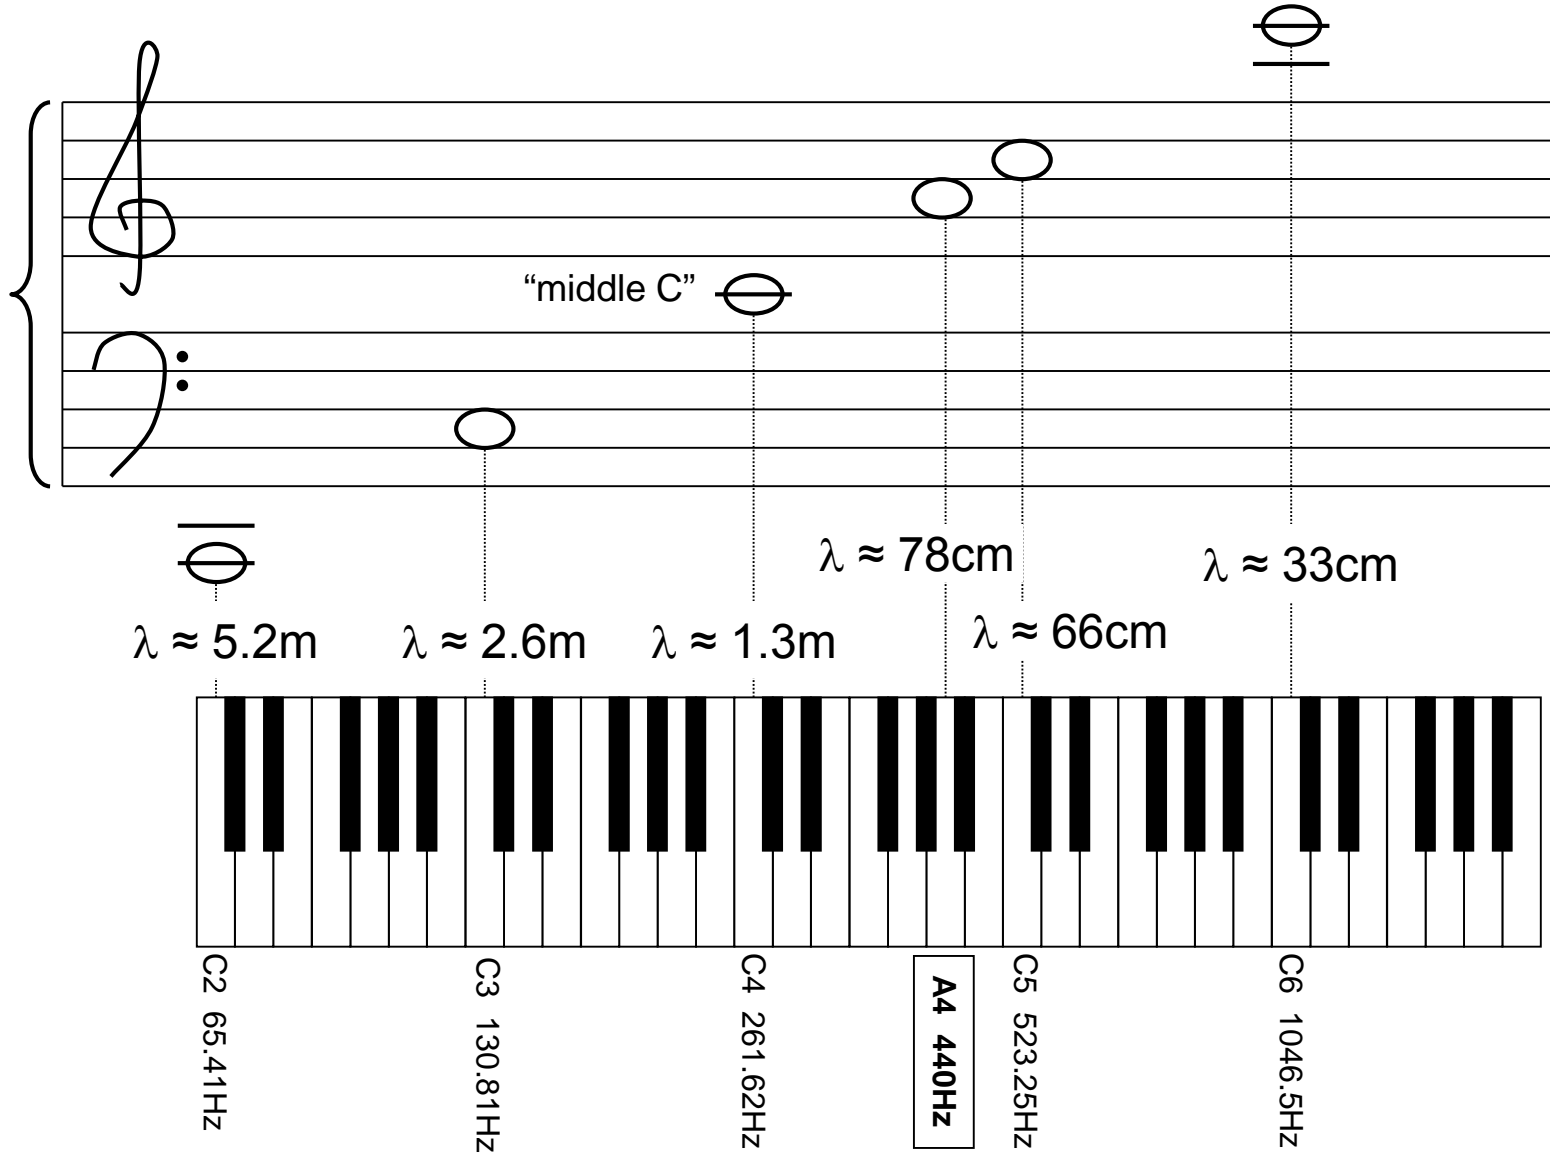 “middle C”
λ ≈ 78cm
λ ≈ 33cm
λ ≈ 5.2m
λ ≈ 2.6m
λ ≈ 1.3m
λ ≈ 66cm
C2 65.41Hz
C3 130.81Hz
C4 261.62Hz
A4 440Hz
C5 523.25Hz
C6 1046.5Hz